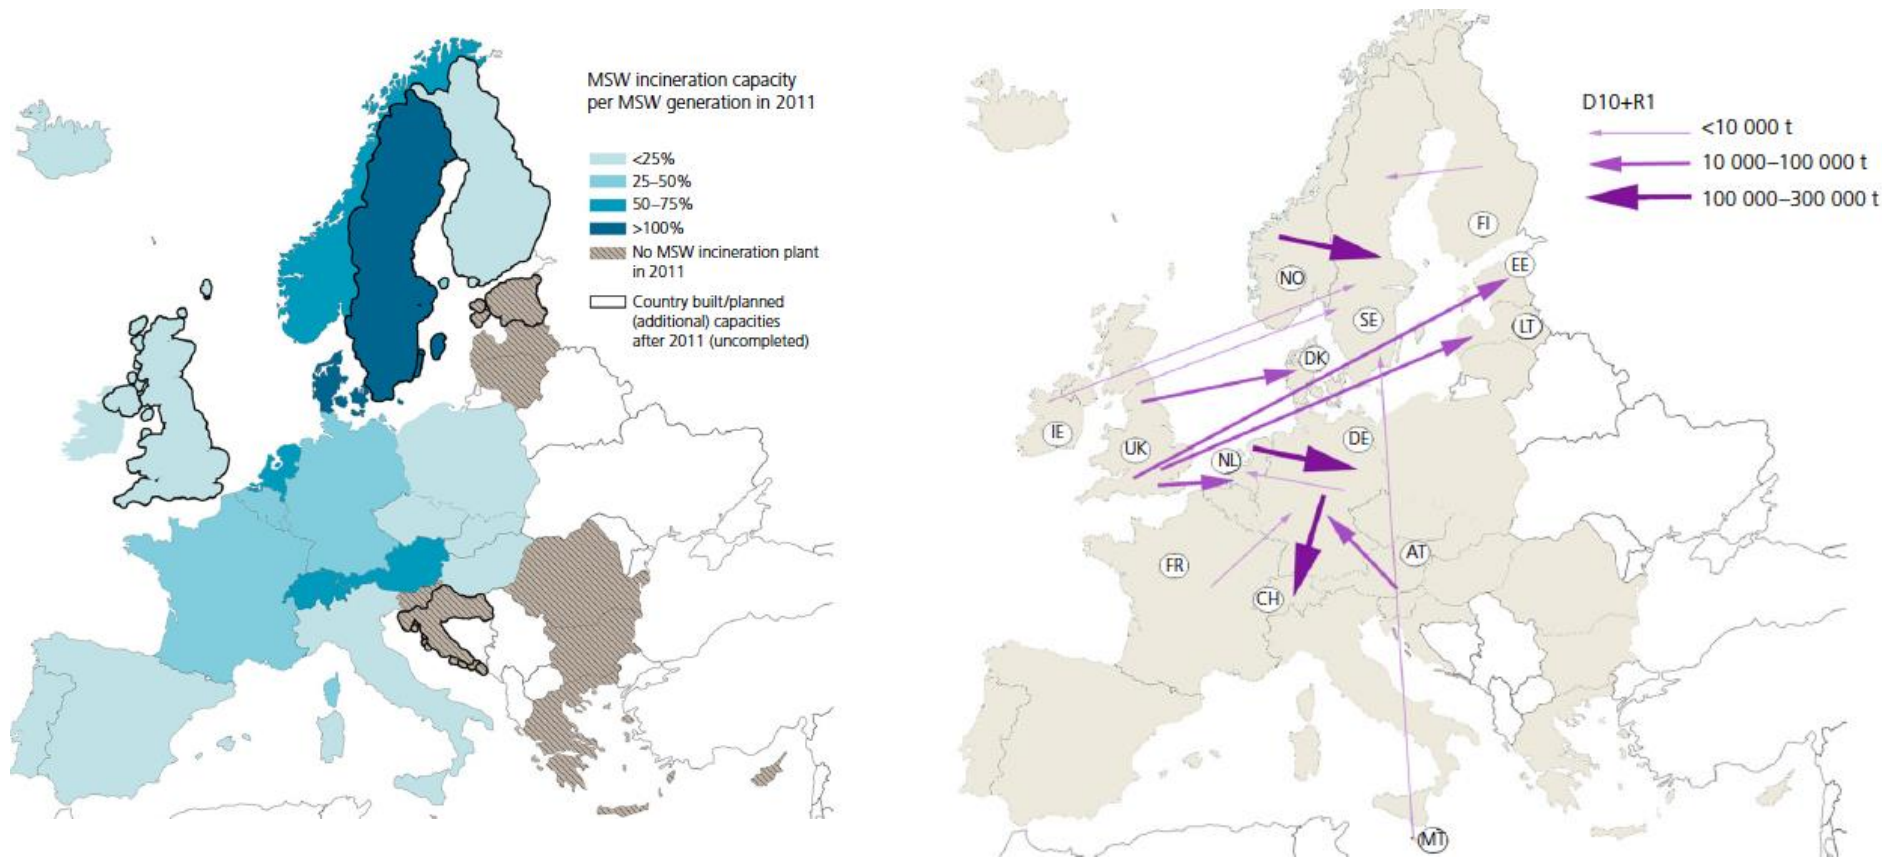 MSW incineration capacity
per MSW generation in 2011
<25%
25–50%
50–75%
>100%
No MSW incineration plant
in 2011
Country built/planned
(additional) capacities
after 2011 (uncompleted)
D10+R1
<10 000 t
10 000–100 000 t
100 000–300 000 t
FI
EE
NO
SE
LT
DK
IE
UK
NL
DE
FR
AT
CH
MT